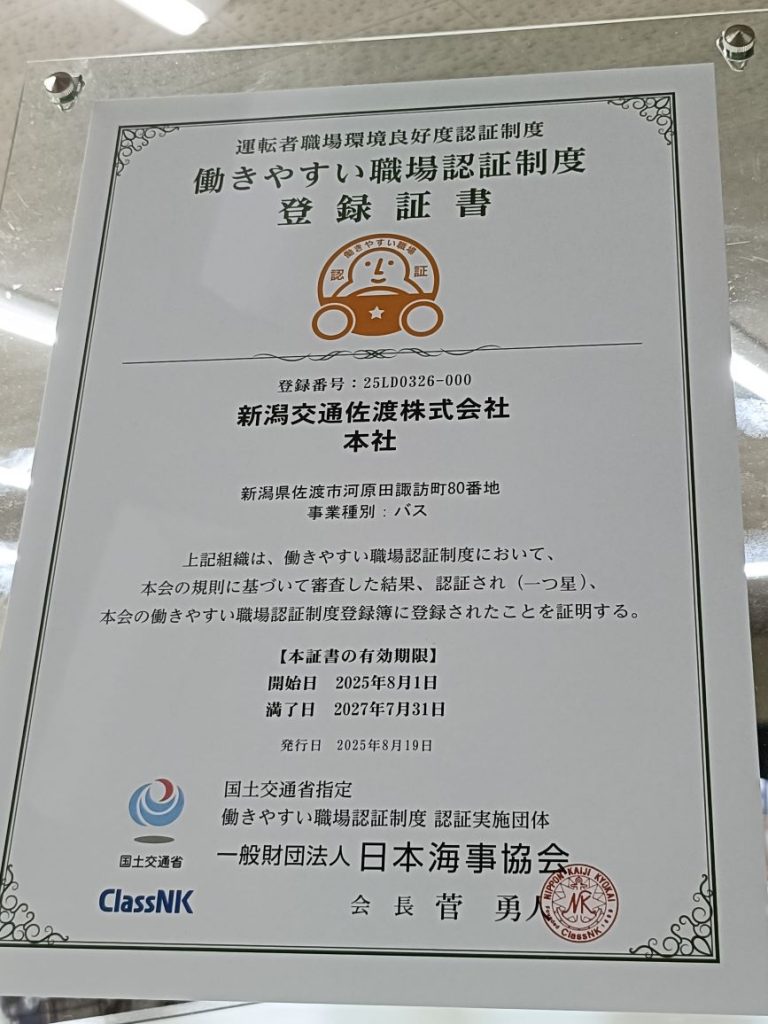 運転者職場環境良好度認証制度
働きやすい職場認証制度
登録証書
働きやすい職場
認 証
登録番号：25LD0326-000
新潟交通佐渡株式会社
本社
新潟県佐渡市河原田諏訪町80番地
事業種別：バス
上記組織は、働きやすい職場認証制度において、
本会の規則に基づいて審査した結果、認証され（一つ星）、
本会の働きやすい職場認証制度登録簿に登録されたことを証明する。
【本証書の有効期限】
開始日 2025年8月1日
満了日 2027年7月31日
発行日 2025年8月19日
国土交通省指定
働きやすい職場認証制度 認証実施団体
国土交通省
一般財団法人 日本海事協会
ClassNK
会長 菅 勇人
NIPPON KAIJI KYOKAI
NK
ClassNK